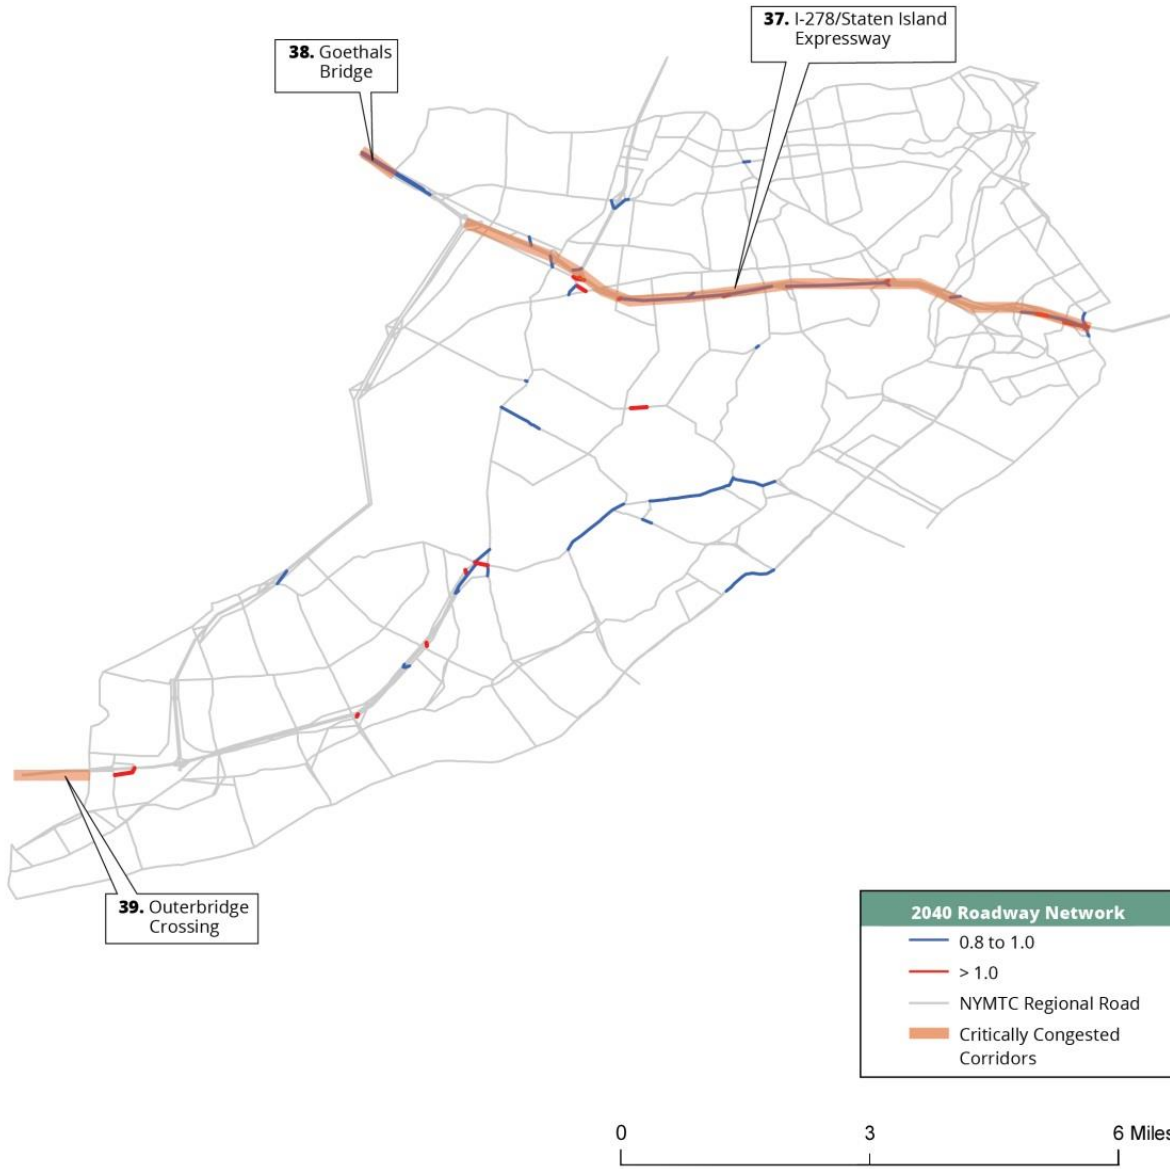 37. I-278/Staten Island
Expressway
38. Goethals
Bridge
39. Outerbridge
Crossing
2040 Roadway Network
0.8 to 1.0
> 1.0
NYMTC Regional Road
Critically Congested
Corridors
0 3 6 Miles